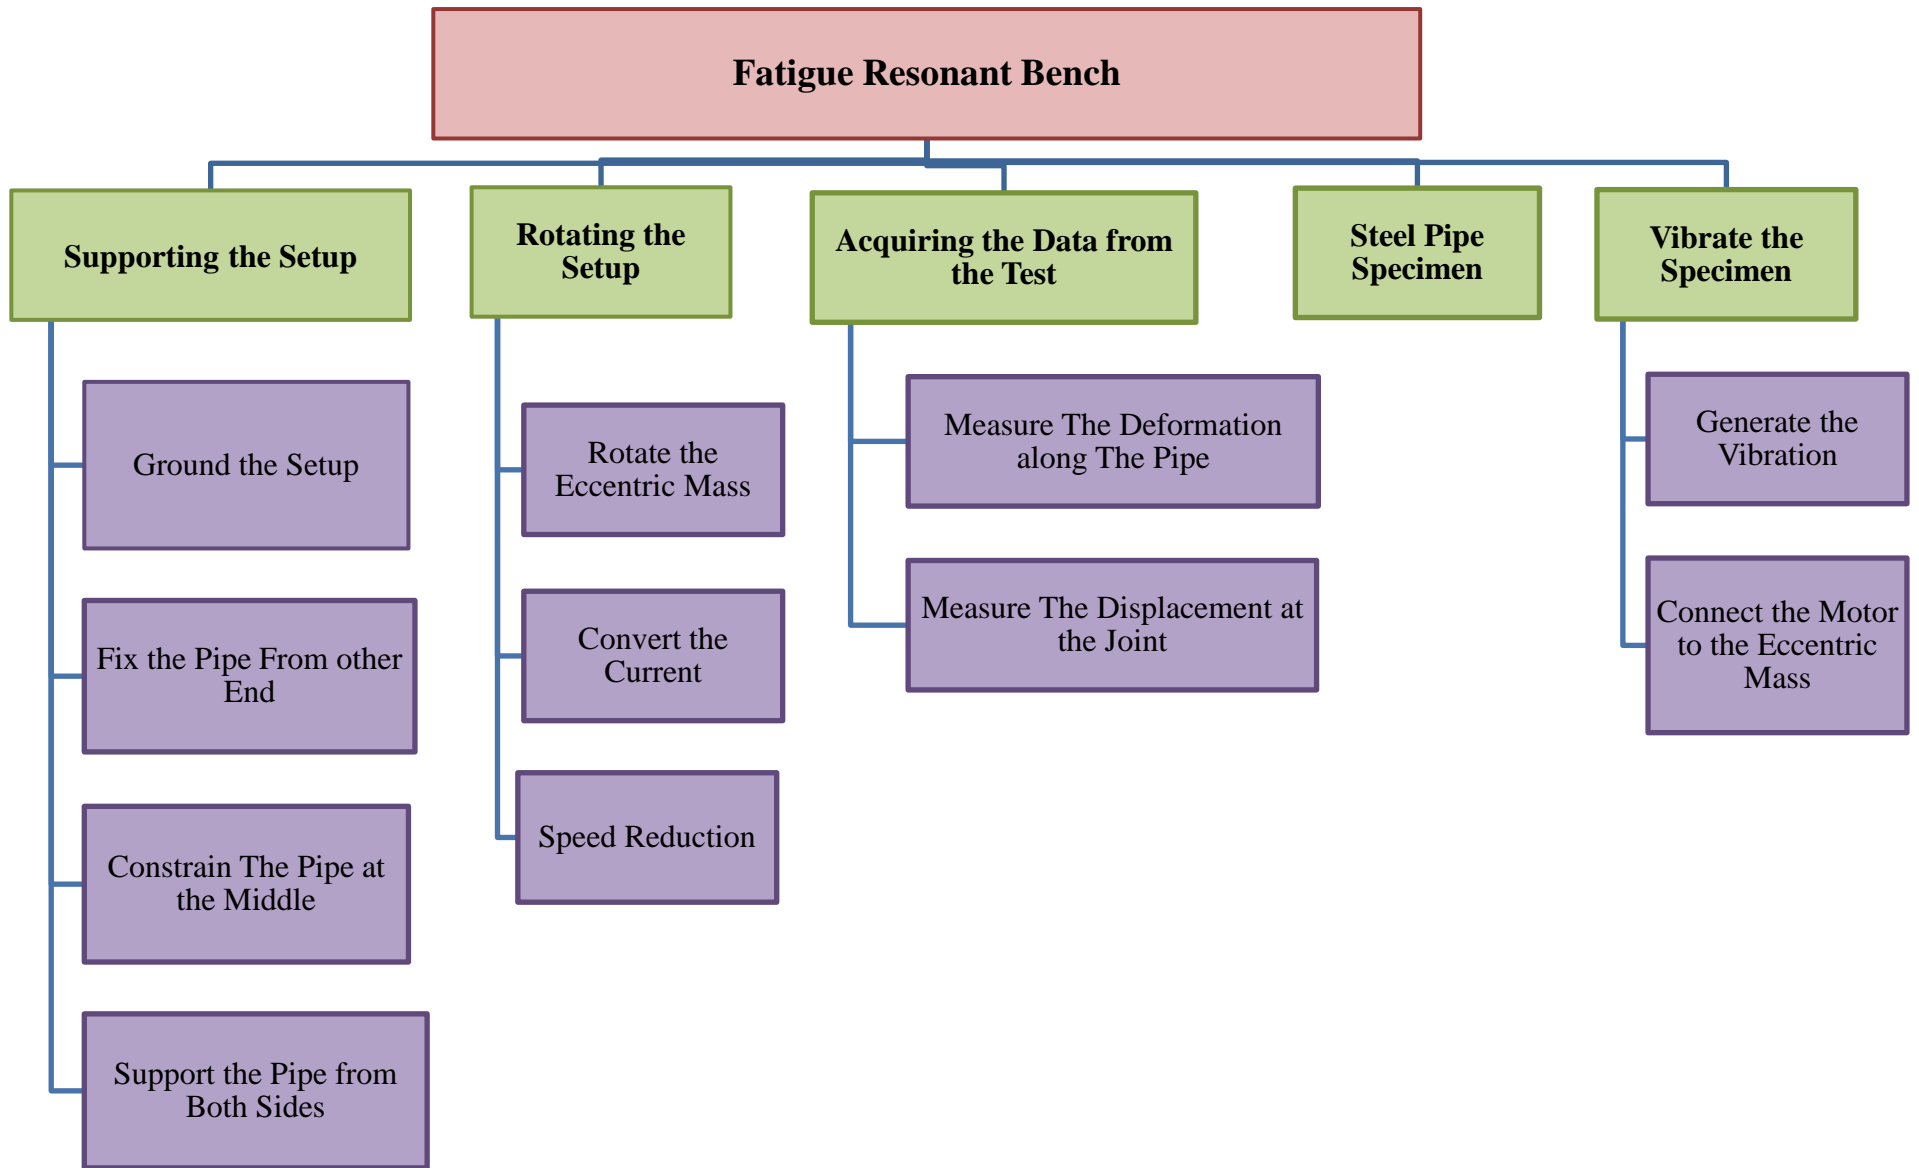 Fatigue Resonant Bench
Supporting the Setup
Ground the Setup
Fix the Pipe From other
End
Constrain The Pipe at
the Middle
Support the Pipe from
Both Sides
Rotating the
Setup
Rotate the
Eccentric Mass
Convert the
Current
Speed Reduction
Acquiring the Data from
the Test
Measure The Deformation
along The Pipe
Measure The Displacement at
the Joint
Steel Pipe
Specimen
Vibrate the
Specimen
Generate the
Vibration
Connect the Motor
to the Eccentric
Mass